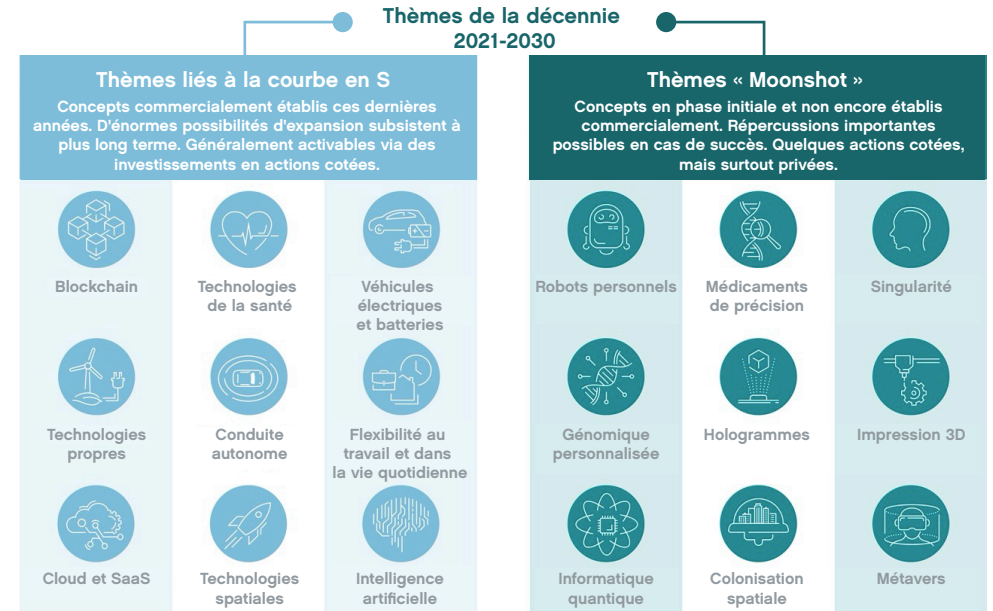 Thèmes de la décennie
2021-2030
Thèmes liés à la courbe en S
Concepts commercialement établis ces dernières
années. D'énormes possibilités d'expansion subsistent à
plus long terme. Généralement activables via des
investissements en actions cotées.
Blockchain
Technologies
de la santé
Véhicules
électriques
et batteries
Technologies
propres
Conduite
autonome
Flexibilité au
travail et dans
la vie quotidienne
Cloud et SaaS
Technologies
spatiales
Intelligence
artificielle
Thèmes « Moonshot »
Concepts en phase initiale et non encore établis
commercialement. Répercussions importantes
possibles en cas de succès. Quelques actions cotées,
mais surtout privées.
Robots personnels
Médicaments
de précision
Singularité
Génomique
personnalisée
Hologrammes
Impression 3D
Informatique
quantique
Colonisation
spatiale
Métavers